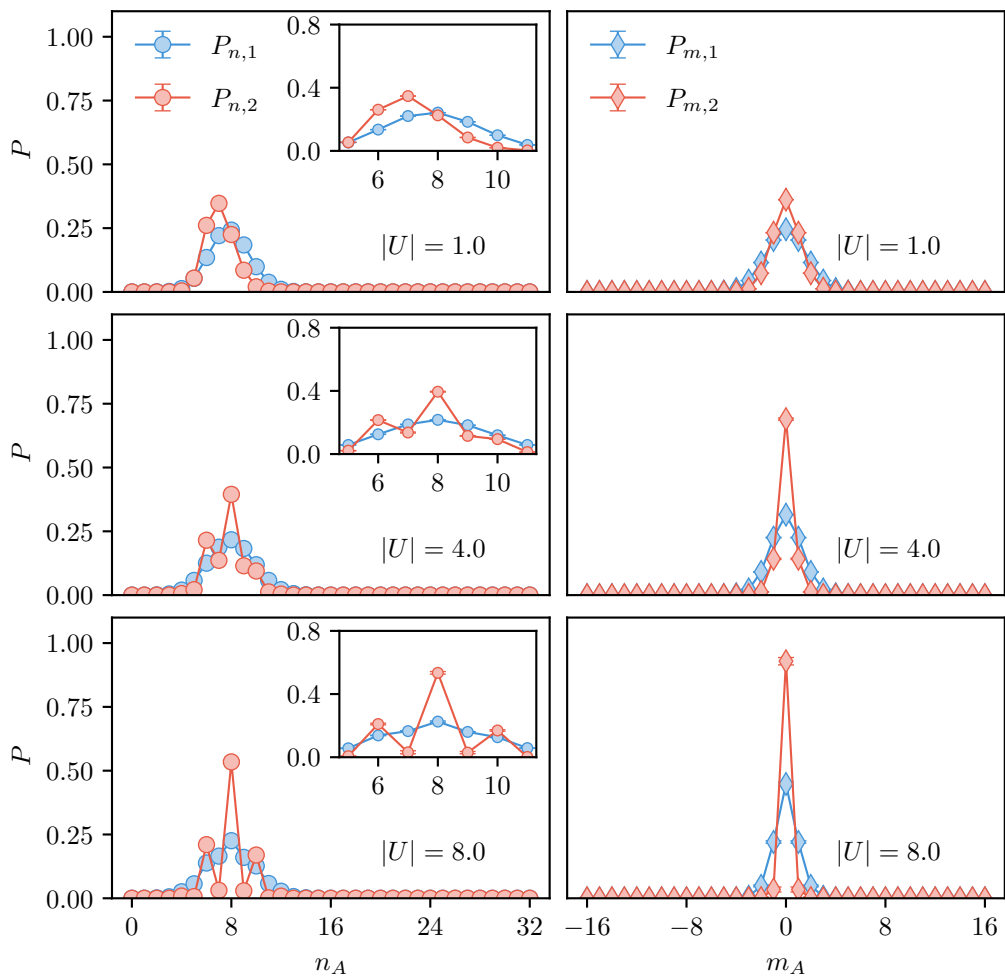 P
1.00
0.75
0.50
0.25
0.00
P_{n,1}
P_{n,2}
0.8
0.4
0.0
6 8 10
|U| = 1.0
P_{m,1}
P_{m,2}
|U| = 1.0
P
1.00
0.75
0.50
0.25
0.00
0.8
0.4
0.0
6 8 10
|U| = 4.0
|U| = 4.0
P
1.00
0.75
0.50
0.25
0.00
0.8
0.4
0.0
6 8 10
|U| = 8.0
|U| = 8.0
0 8 16 24 32
n_A
−16 −8 0 8 16
m_A